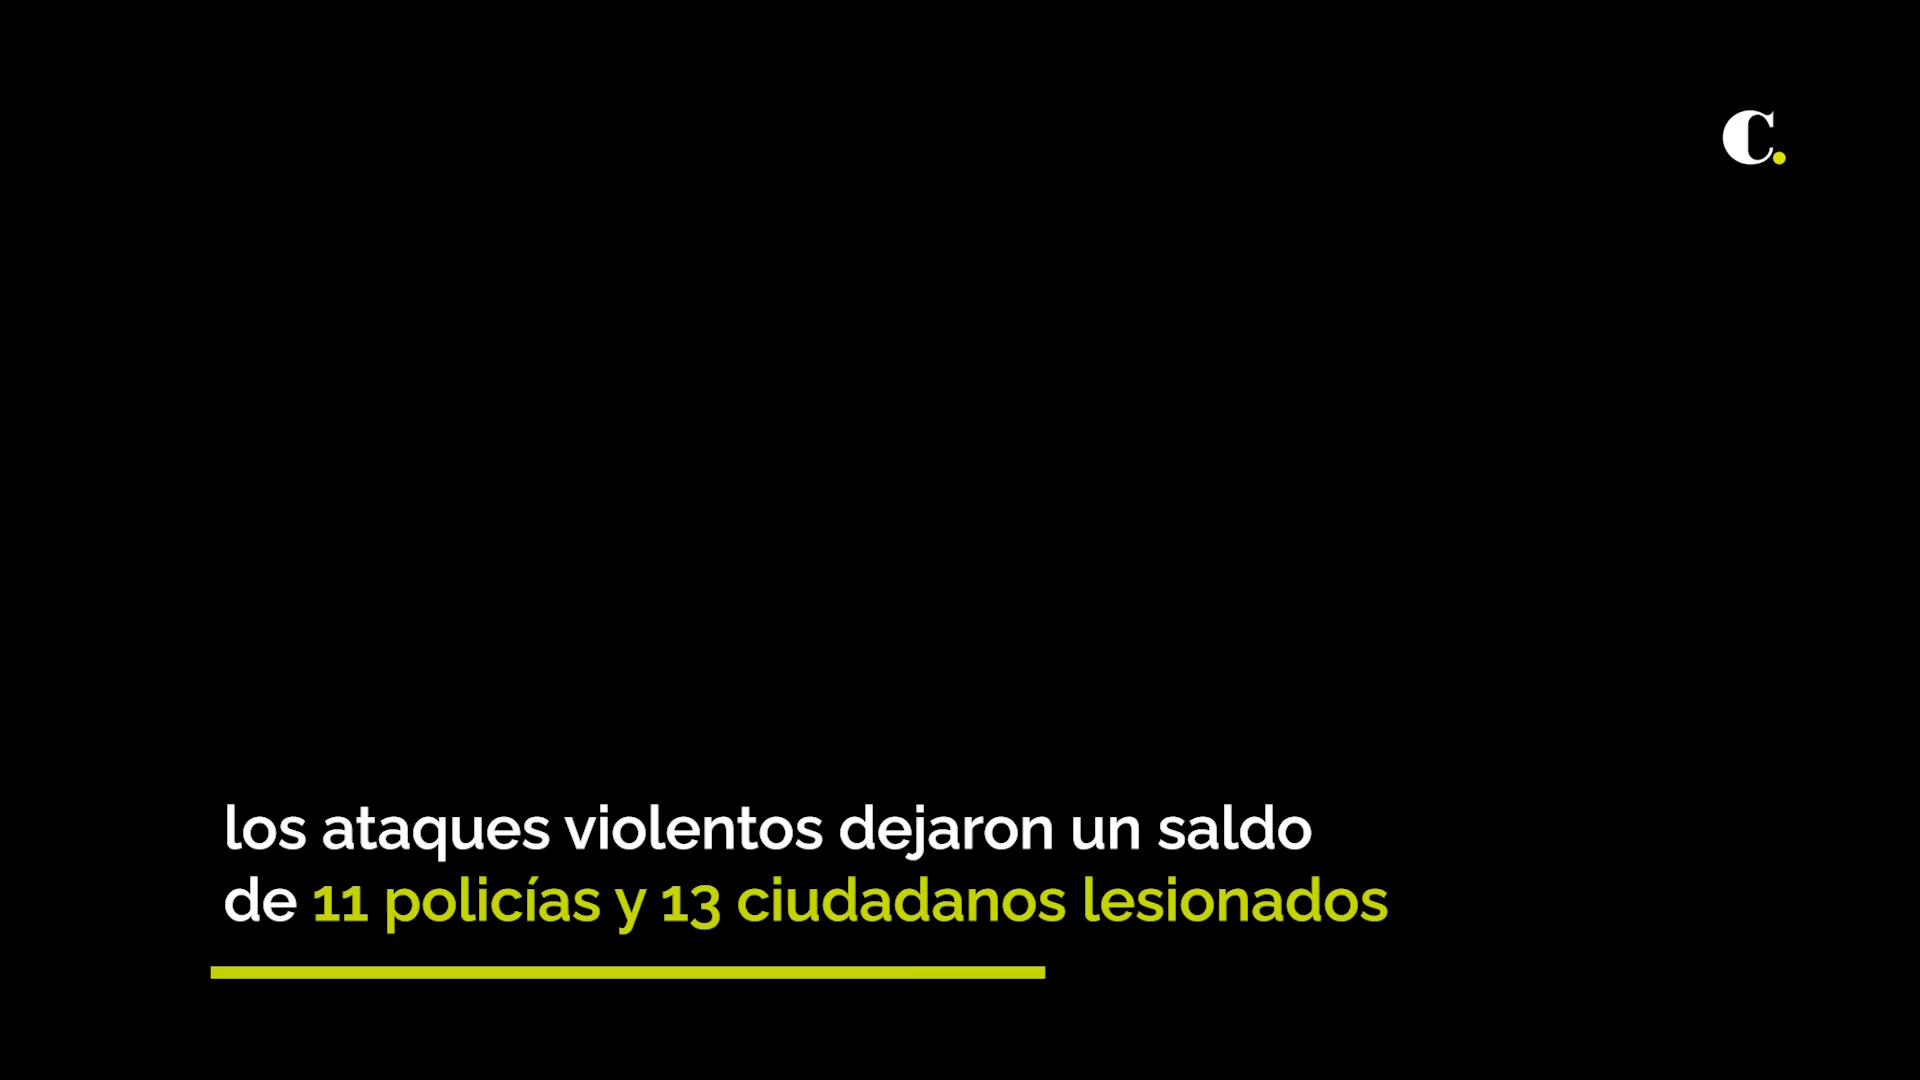 C.
los ataques violentos dejaron un saldo
de 11 policías y 13 ciudadanos lesionados